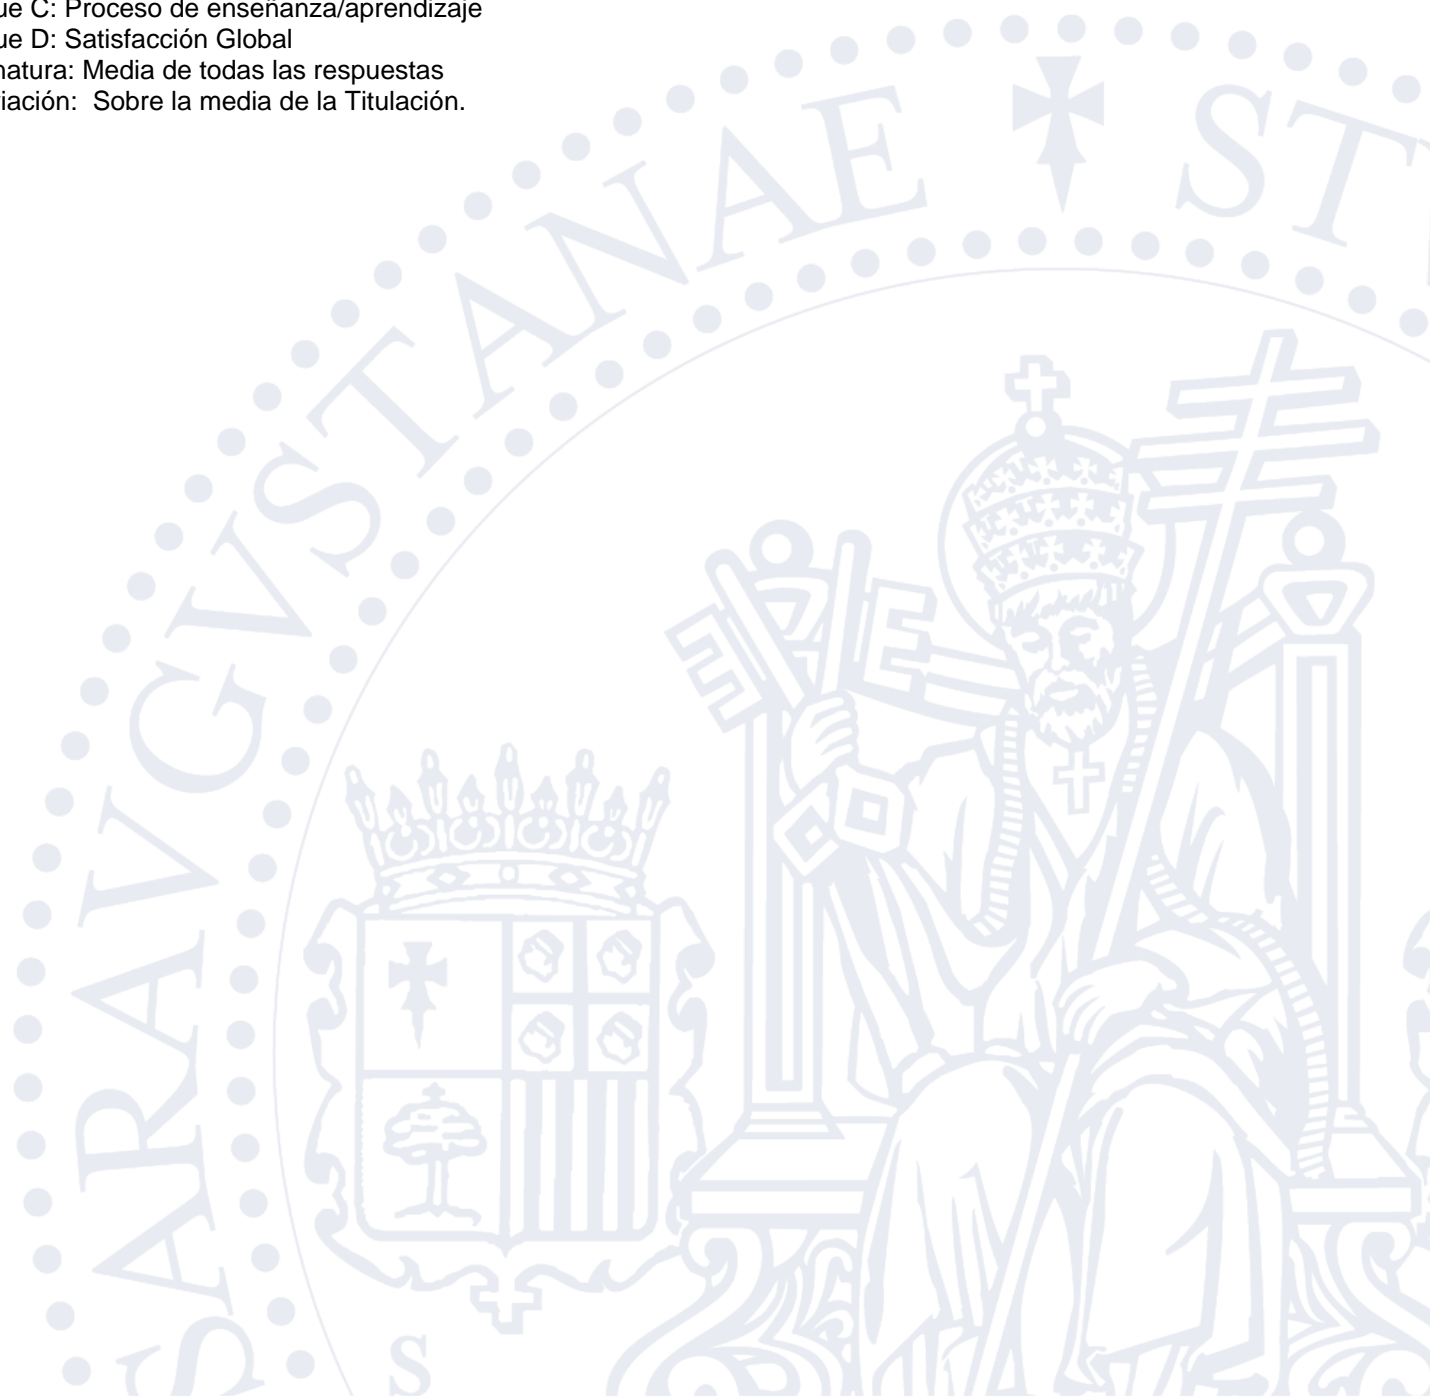 ue C: Proceso de enseñanza/aprendizaje
ue D: Satisfacción Global
natura: Media de todas las respuestas
iación: Sobre la media de la Titulación.
SARAVGVSTANAE ST
S